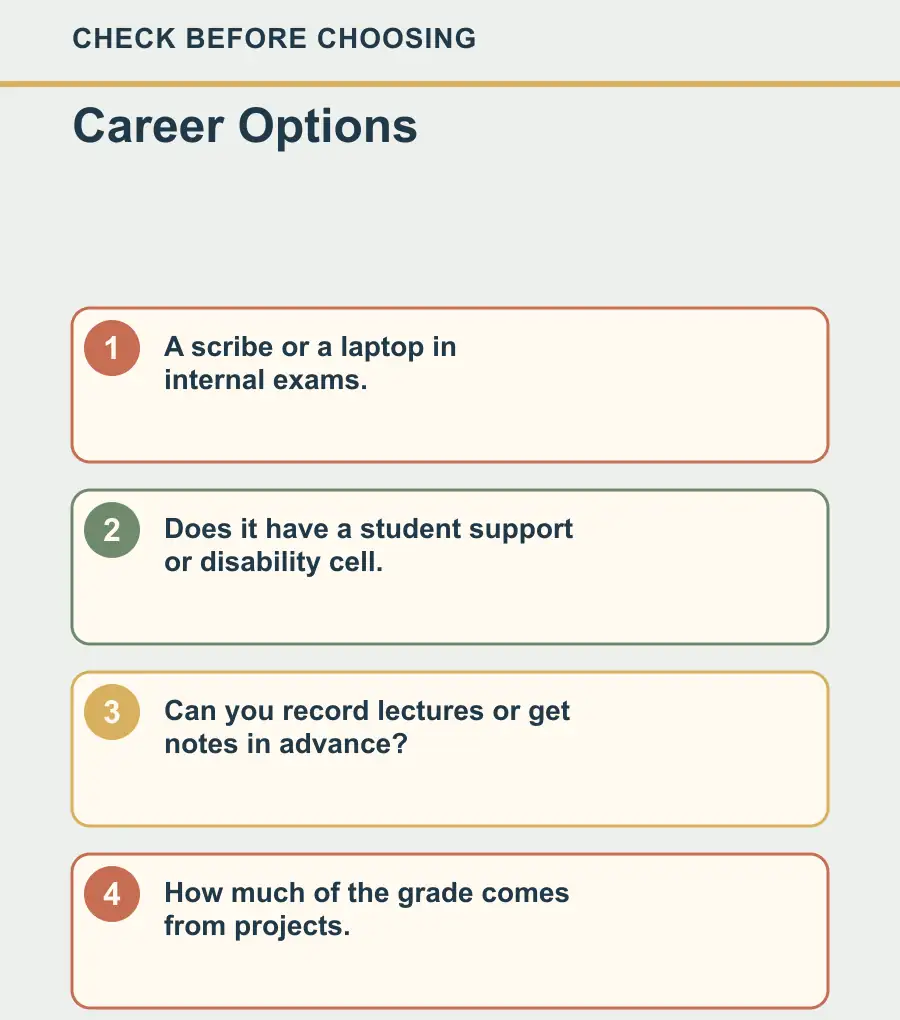 CHECK BEFORE CHOOSING
Career Options
1
A scribe or a laptop in
internal exams.
2
Does it have a student support
or disability cell.
3
Can you record lectures or get
notes in advance?
4
How much of the grade comes
from projects.